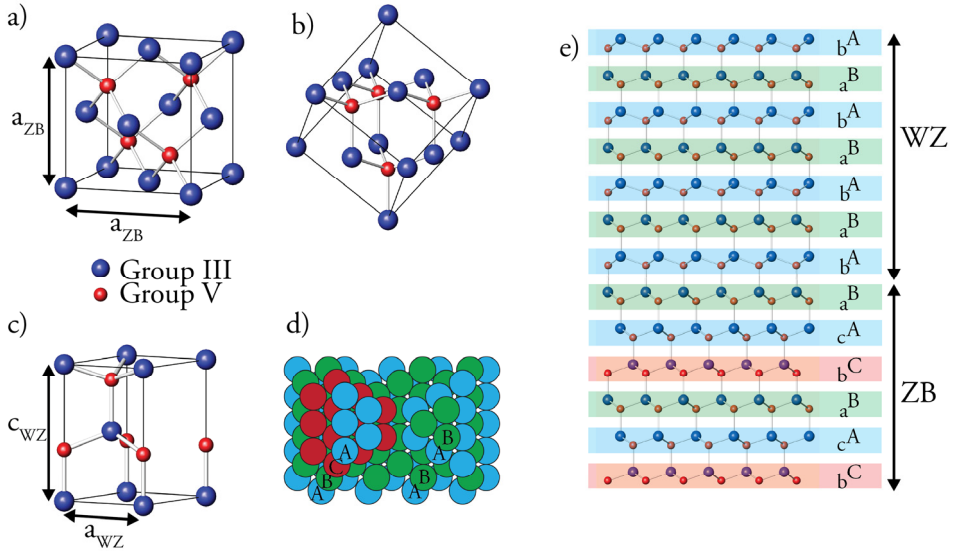 a)
a_ZB
a_ZB
b)
Group III
Group V
c)
c_WZ
a_WZ
d)
A
C
B
A
B
A
B
A
e)
b^A
a^B
b^A
a^B
b^A
a^B
b^A
a^B
c^A
b^C
a^B
c^A
b^C
WZ
ZB